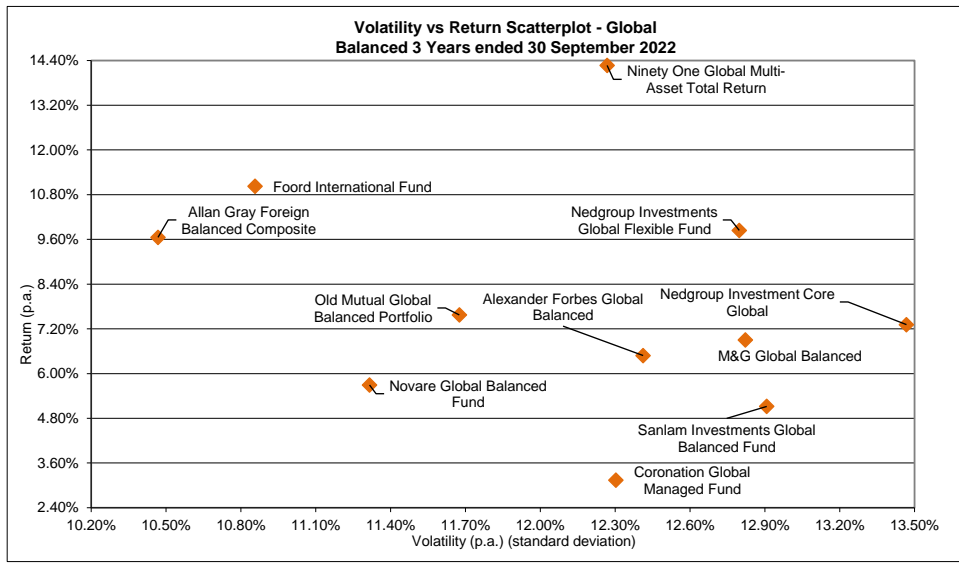 Volatility vs Return Scatterplot - Global
Balanced 3 Years ended 30 September 2022
Return (p.a.)
14.40%
13.20%
12.00%
10.80%
9.60%
8.40%
7.20%
6.00%
4.80%
3.60%
2.40%
Ninety One Global Multi-
Asset Total Return
Foord International Fund
Allan Gray Foreign
Balanced Composite
Nedgroup Investments
Global Flexible Fund
Old Mutual Global
Balanced Portfolio
Alexander Forbes Global
Balanced
Nedgroup Investment Core
Global
M&G Global Balanced
Novare Global Balanced
Fund
Sanlam Investments Global
Balanced Fund
Coronation Global
Managed Fund
10.20% 10.50% 10.80% 11.10% 11.40% 11.70% 12.00% 12.30% 12.60% 12.90% 13.20% 13.50%
Volatility (p.a.) (standard deviation)